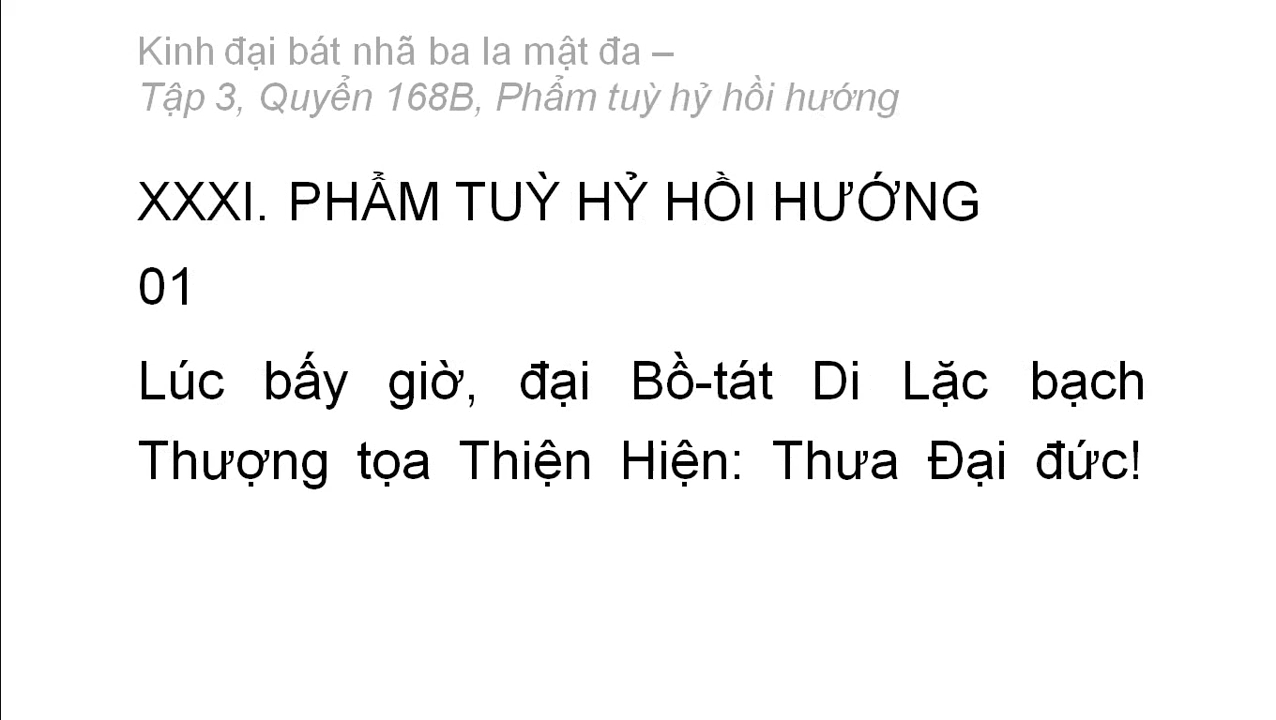 Kinh đại bát nhã ba la mật đa –
Tập 3, Quyển 168B, Phẩm tuỳ hỷ hồi hướng
XXXI. PHẨM TUỲ HỶ HỒI HƯỚNG
01
Lúc bấy giờ, đại Bồ-tát Di Lặc bạch
Thượng tọa Thiện Hiện: Thưa Đại đức!